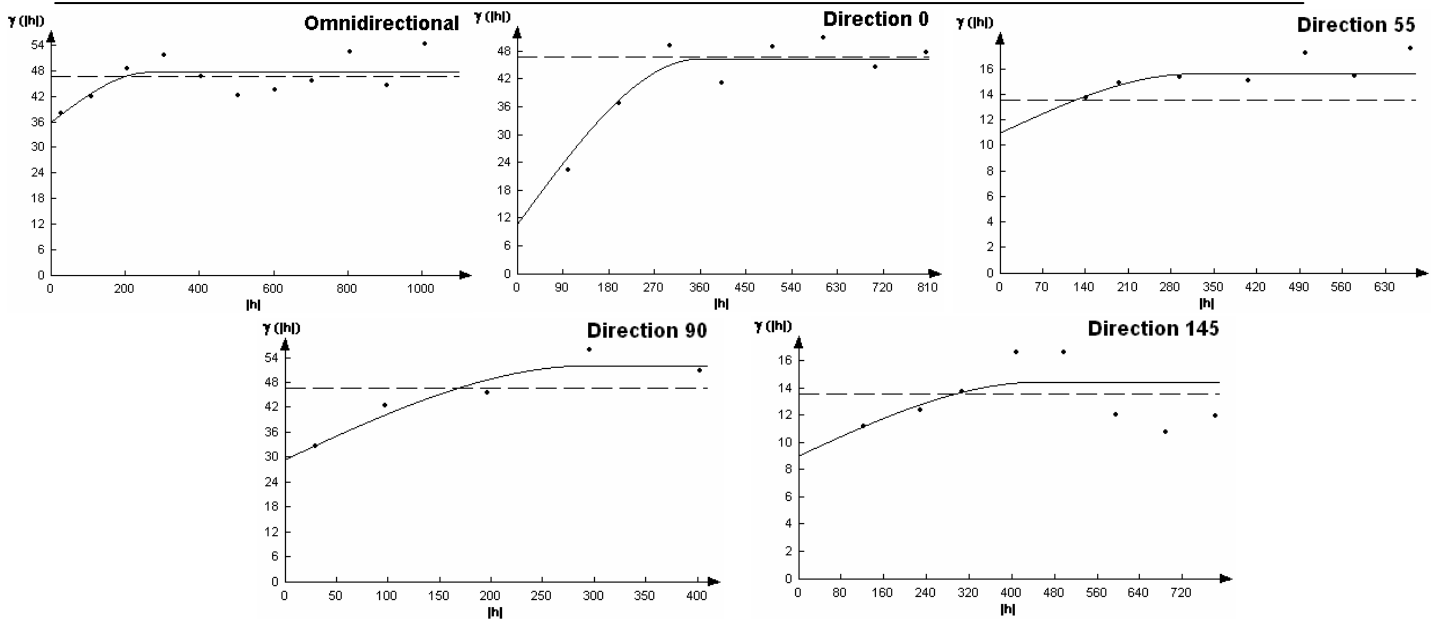 γ (|h|)
Omnidirectional
54
48
42
36
30
24
18
12
6
0
0 200 400 600 800 1000
|h|
γ (|h|)
Direction 0
48
42
36
30
24
18
12
6
0
0 90 180 270 360 450 540 630 720 810
|h|
γ (|h|)
Direction 55
16
14
12
10
8
6
4
2
0
0 70 140 210 280 350 420 490 560 630
|h|
γ (|h|)
Direction 90
54
48
42
36
30
24
18
12
6
0
0 50 100 150 200 250 300 350 400
|h|
γ (|h|)
Direction 145
16
14
12
10
8
6
4
2
0
0 80 160 240 320 400 480 560 640 720
|h|